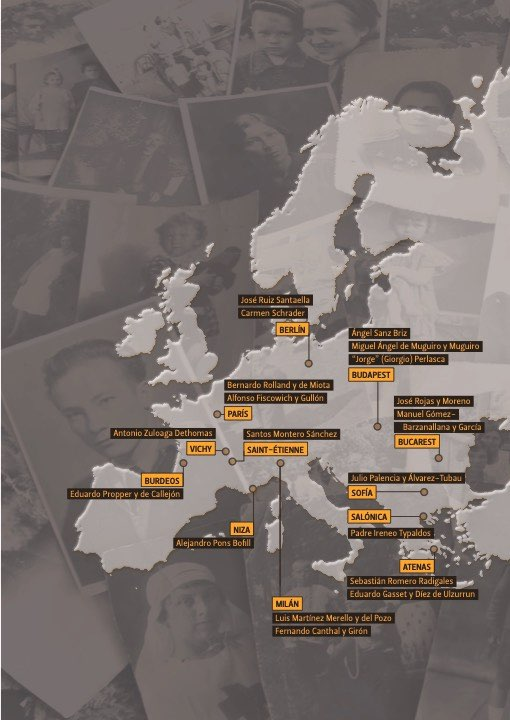 José Ruiz Santaella
Carmen Schrader
BERLÍN
Ángel Sanz Briz
Miguel Ángel de Muguiro y Muguiro
"Jorge" (Giorgio) Perlasca
BUDAPEST
Bernardo Rolland y de Miota
Alfonso Fiscowich y Gullón
PARÍS
José Rojas y Moreno
Manuel Gómez-
Barzanallana y García
BUCAREST
Antonio Zuloaga Dethomas
VICHY
Santos Montero Sánchez
SAINT-ÉTIENNE
BURDEOS
Eduardo Propper y de Callejón
Julio Palencia y Álvarez-Tubau
SOFÍA
SALÓNICA
Padre Ireneo Typaldos
NIZA
Alejandro Pons Bofill
ATENAS
Sebastián Romero Radigales
Eduardo Gasset y Díez de Ulzurrun
MILÁN
Luis Martínez Merello y del Pozo
Fernando Canthal y Girón